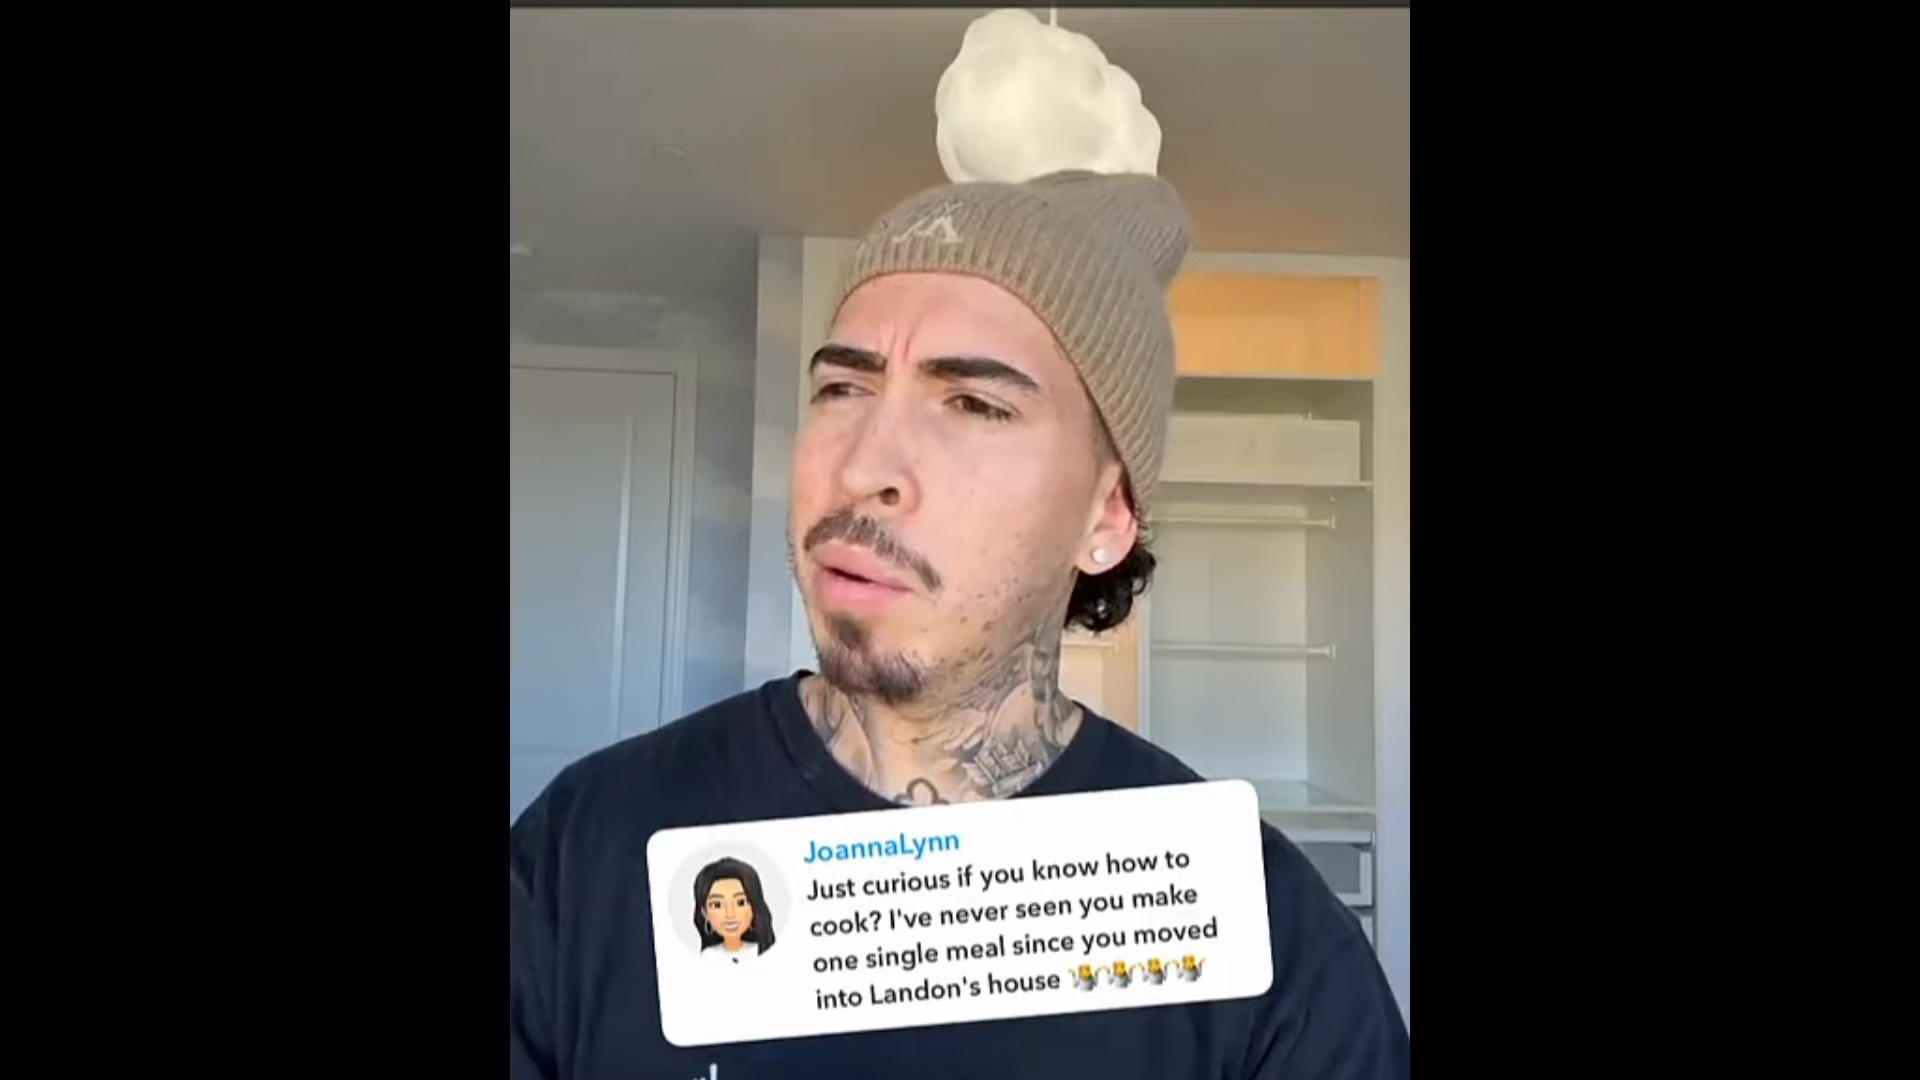 JoannaLynn
Just curious if you know how to
cook? I've never seen you make
one single meal since you moved
into Landon's house 🤷‍♀️🤷‍♀️🤷‍♀️🤷‍♀️